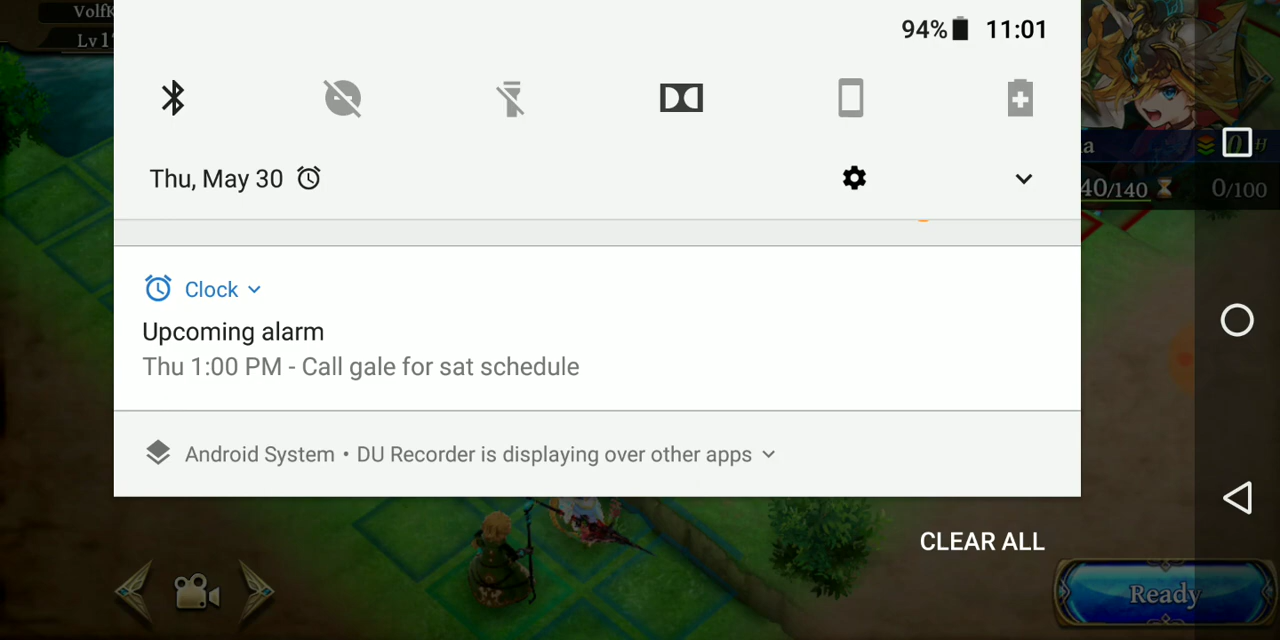 VolfK
Lv 1
94% 11:01
Thu, May 30
Clock
Upcoming alarm
Thu 1:00 PM - Call gale for sat schedule
Android System • DU Recorder is displaying over other apps
CLEAR ALL
a
40/140 0/100
Ready